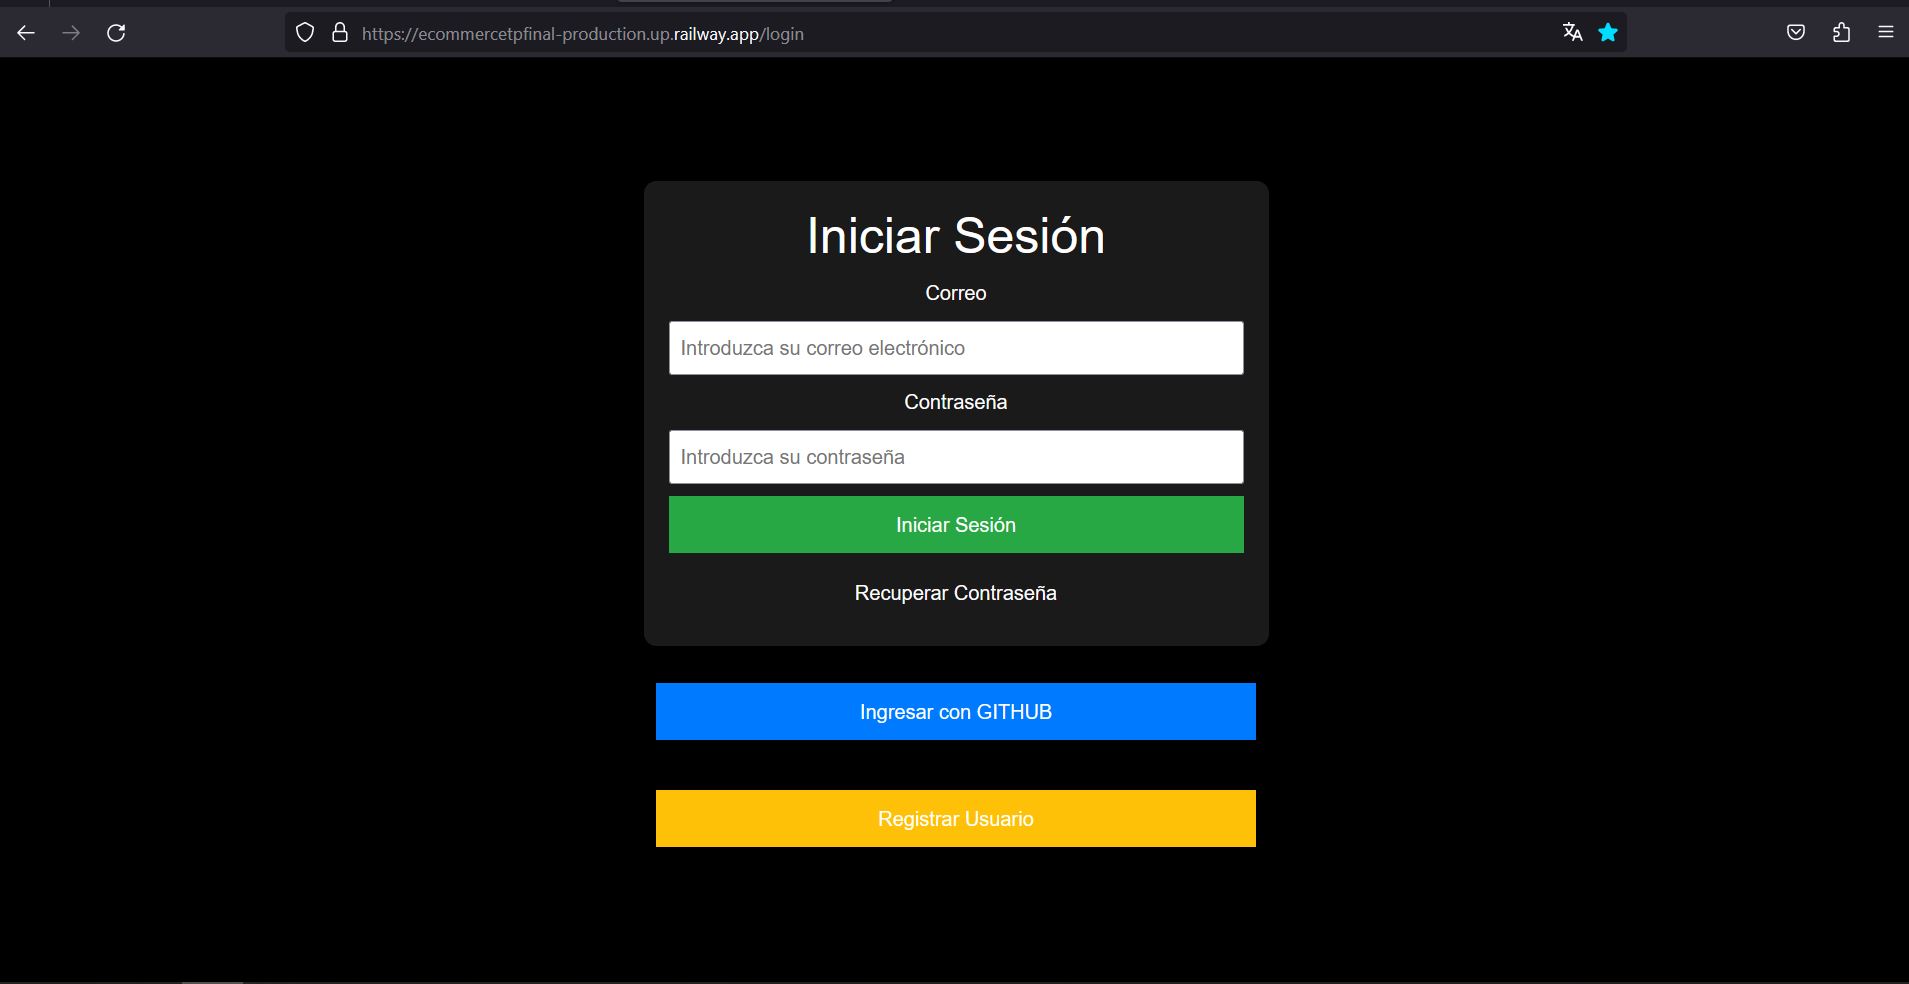 https://ecommercetpfinal-production.up.railway.app/login
Iniciar Sesión
Correo
Introduzca su correo electrónico
Contraseña
Introduzca su contraseña
Iniciar Sesión
Recuperar Contraseña
Ingresar con GITHUB
Registrar Usuario